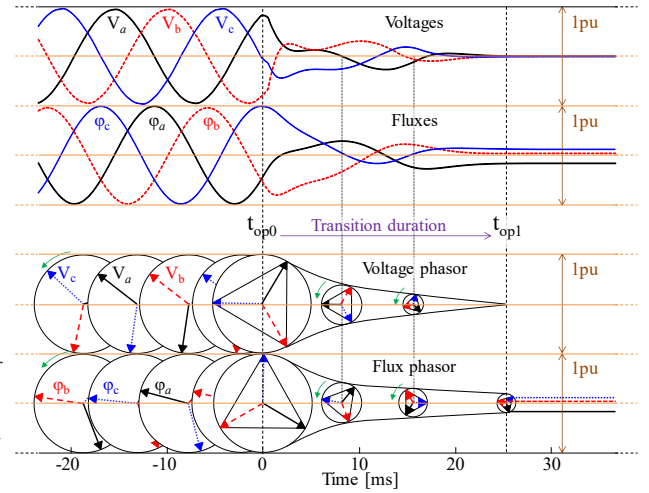 V_a V_b V_c Voltages 1pu
φ_c φ_a φ_b Fluxes 1pu
t_op0 Transition duration t_op1
V_c V_a V_b Voltage phasor 1pu
φ_b φ_c φ_a Flux phasor 1pu
-20 -10 0 10 20 30
Time [ms]